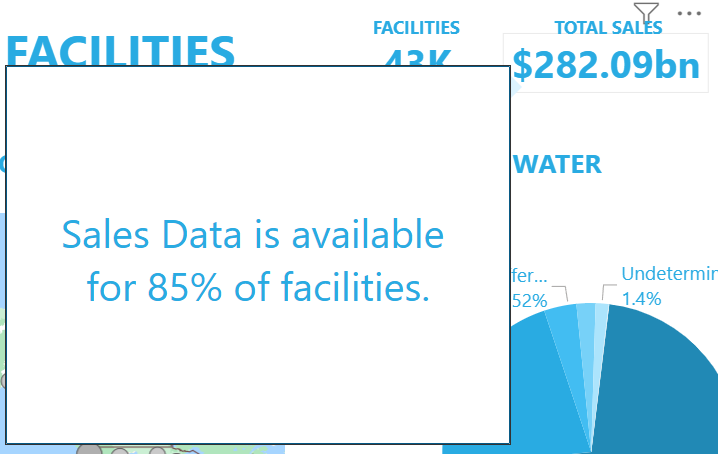 FACILITIES
FACILITIES
43K
TOTAL SALES
$282.09bn
WATER
Sales Data is available
for 85% of facilities.
fer...
52%
Undetermin
1.4%